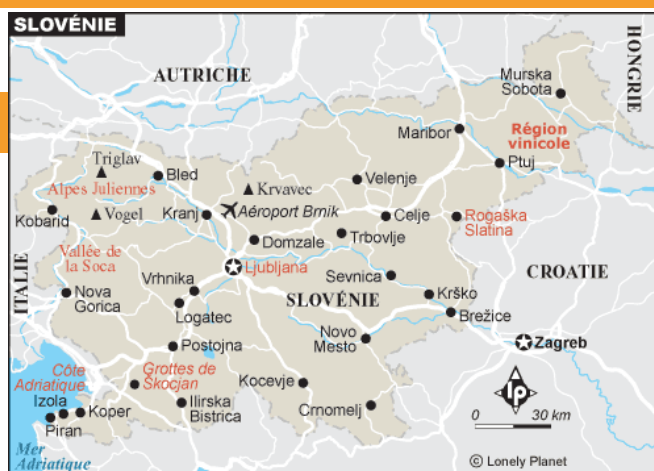 SLOVÉNIE
HONGRIE
AUTRICHE
Murska
Sobota
Maribor
Région
vinicole
Triglav
Bled
Ptuj
Alpes Juliennes
Krvavec
Velenje
Kobarid
Vogel
Kranj
Aéroport Brnik
Celje
Rogaška
Slatina
Domzale
Trbovlje
Vallée de
la Soca
Ljubljana
ITALIE
Vrhnika
Sevnica
CROATIE
Nova
Gorica
SLOVÉNIE
Krško
Logatec
Brežice
Novo
Mesto
Postojna
Zagreb
Côte
Adriatique
Grottes de
Škocjan
Kocevje
Izola
Koper
Ilirska
Bistrica
Crnomelj
lp
Piran
0 30 km
Mer
Adriatique
© Lonely Planet